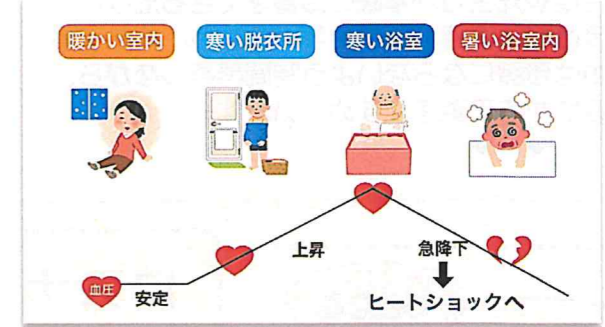 暖かい室内
寒い脱衣所
寒い浴室
暑い浴室内
上昇
急降下
血圧
安定
ヒートショックへ